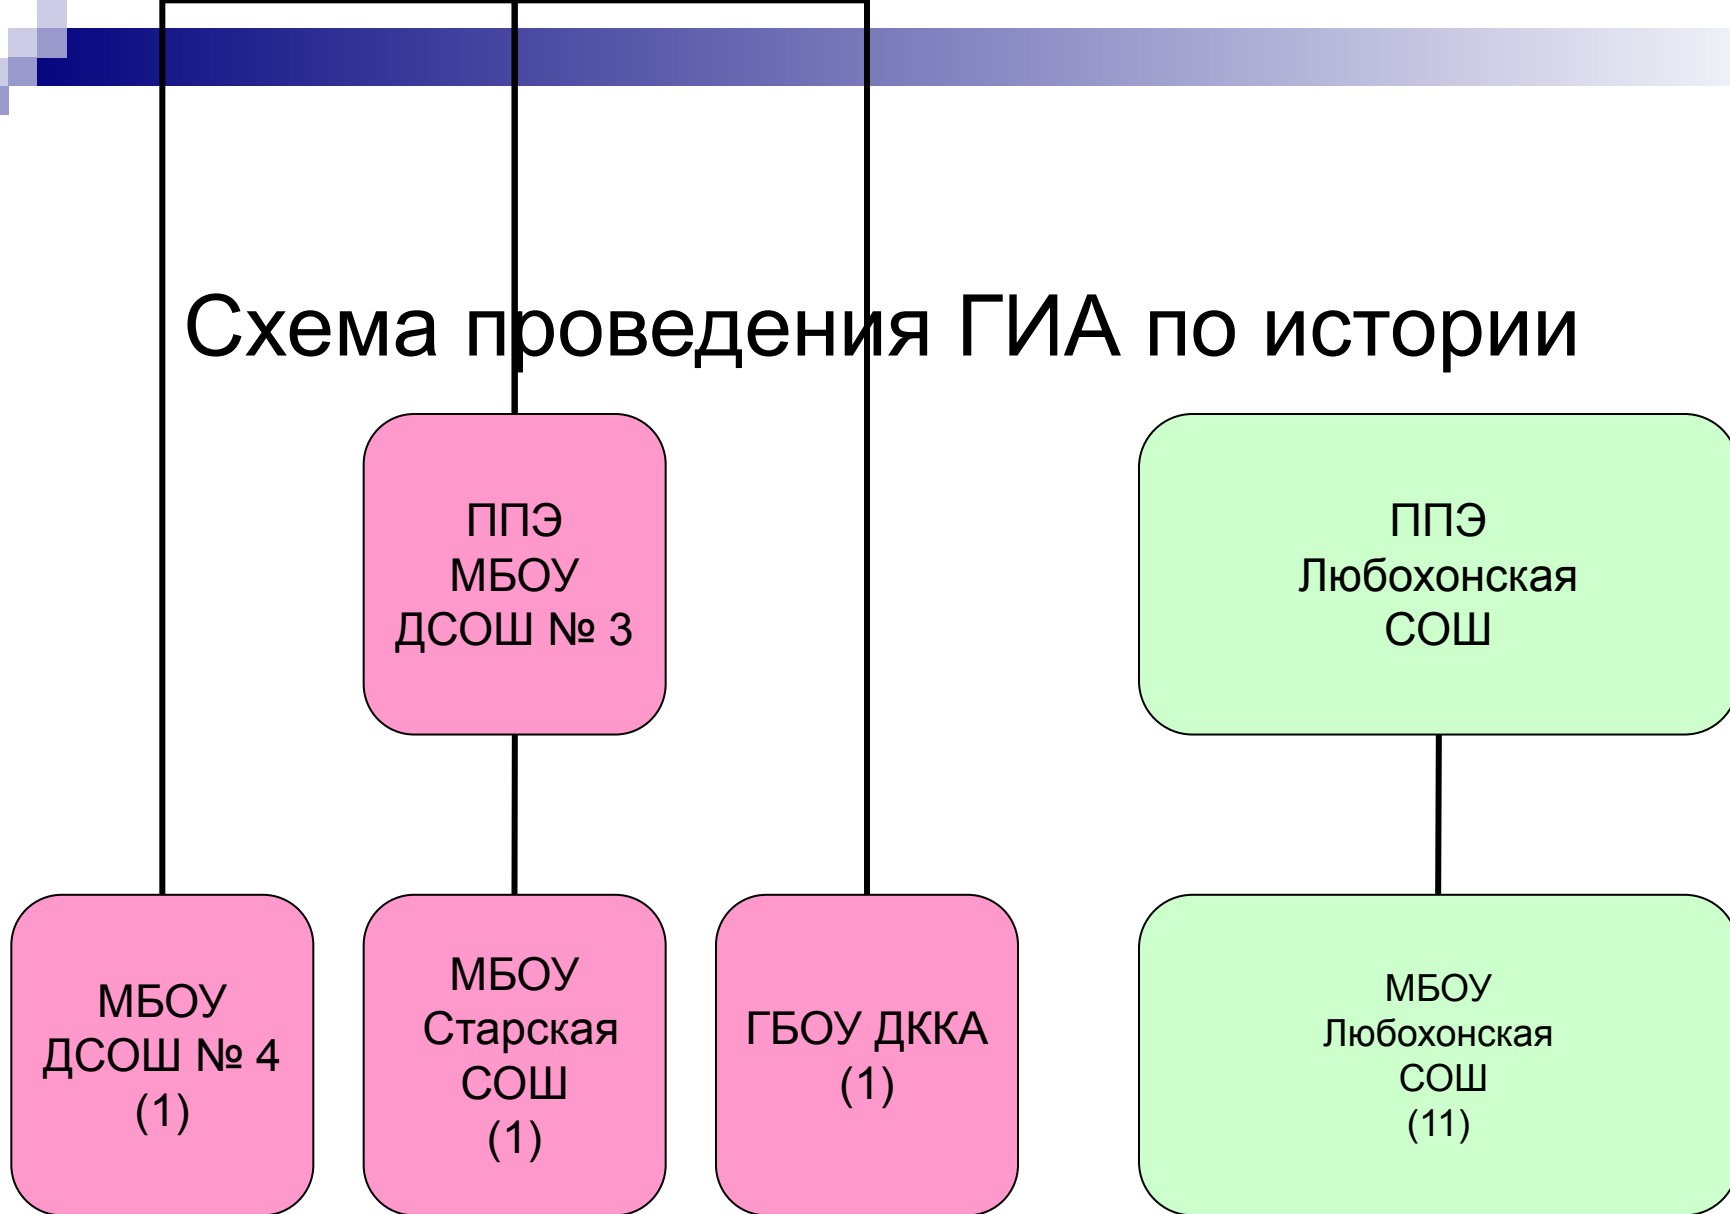 Схема проведения ГИА по истории
ППЭ
МБОУ
ДСОШ № 3
ППЭ
Любохонская
СОШ
МБОУ
ДСОШ № 4
(1)
МБОУ
Старская
СОШ
(1)
ГБОУ ДККА
(1)
МБОУ
Любохонская
СОШ
(11)